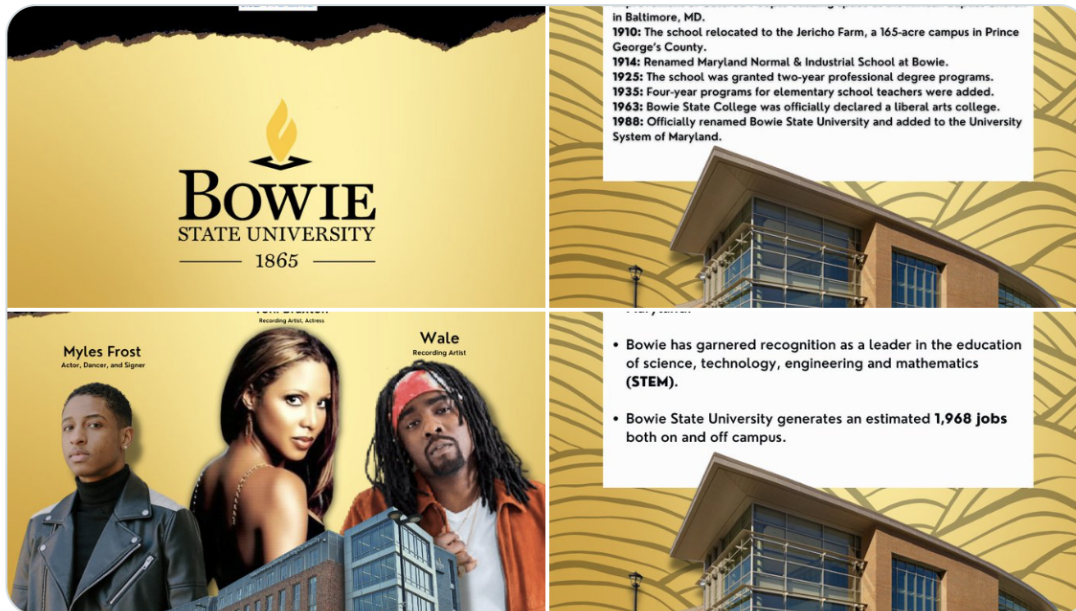 BOWIE
STATE UNIVERSITY
1865
in Baltimore, MD.
1910: The school relocated to the Jericho Farm, a 165-acre campus in Prince
George's County.
1914: Renamed Maryland Normal & Industrial School at Bowie.
1925: The school was granted two-year professional degree programs.
1935: Four-year programs for elementary school teachers were added.
1963: Bowie State College was officially declared a liberal arts college.
1988: Officially renamed Bowie State University and added to the University
System of Maryland.
Myles Frost
Actor, Dancer, and Signer
Recording Artist, Actress
Wale
Recording Artist
• Bowie has garnered recognition as a leader in the education
of science, technology, engineering and mathematics
(STEM).
• Bowie State University generates an estimated 1,968 jobs
both on and off campus.